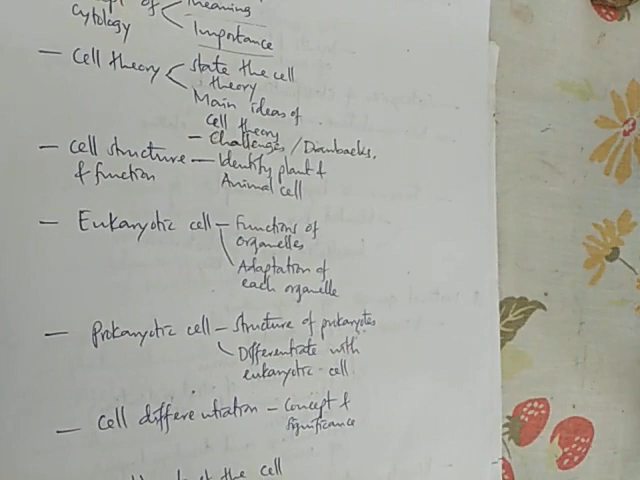 of < meaning
Cytology
Importance
- Cell theory < state the cell
theory
Main ideas of
cell theory
- Challenges / Drawbacks.
- Cell structure — Identify plant &
& function Animal cell
- Eukaryotic cell - Functions of
organelles
Adaptation of
each organelle
- Prokaryotic cell - Structure of prokaryotes
Differentiate with
eukaryotic cell
- Cell differentiation - Concept &
Significance
the cell